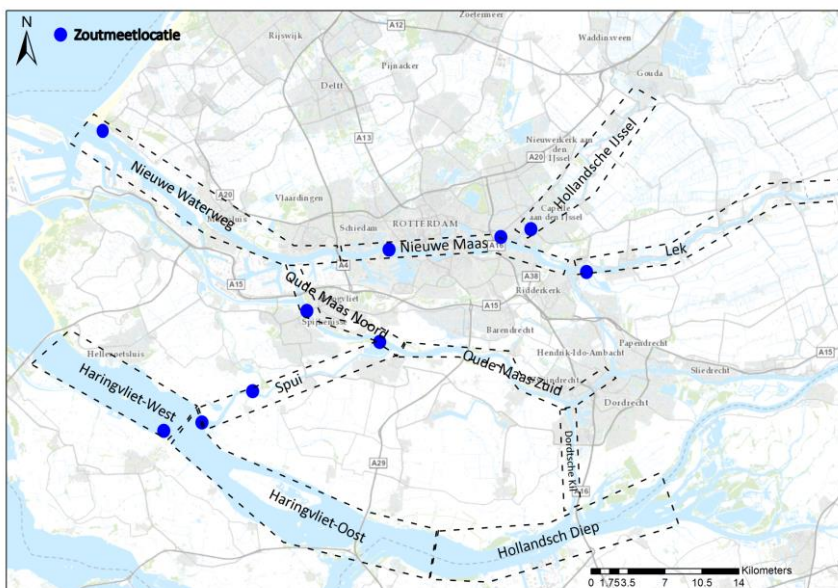 N
Zoutmeetlocatie
A12
Zoetermeer
Rijswijk
Waddinsveen
Pijnacker
Gouda
Delft
A13
Nieuwerkerk aan
den
IJssel
A20
Hollandsche IJssel
Nieuwe Waterweg
A20
Vlaardingen
Capelle
aan den IJssel
Schiedam
ROTTERDAM
Nieuwe Maas
A16
Lek
A4
A38
Ridderkerk
A15
Oude Maas Noord
Spijkenisse
A15
Barendrecht
Papendrecht
Hendrik-Ido-Ambacht
A15
Sliedrecht
Hellevoetsluis
Oude Maas Zuid
Haringvliet-West
Spui
Dordrecht
Dordtsche Kil
A29
A16
Haringvliet-Oost
Hollandsch Diep
Kilometers
0 1.75 3.5 7 10.5 14